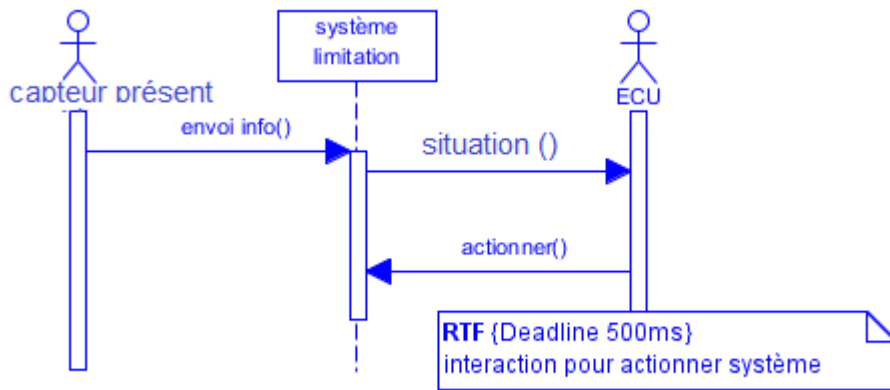 système
limitation
capteur présent
ECU
envoi info()
situation ()
actionner()
RTF {Deadline 500ms}
interaction pour actionner système